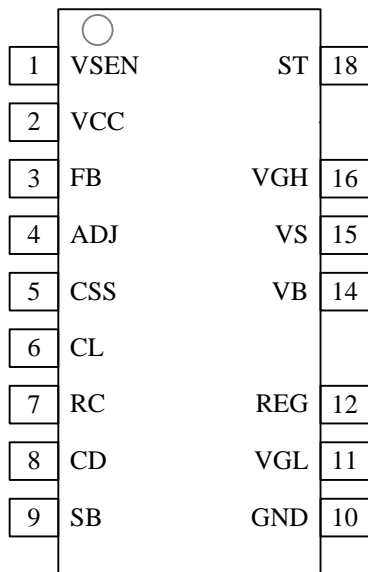 1 VSEN ST 18
2 VCC
3 FB VGH 16
4 ADJ VS 15
5 CSS VB 14
6 CL
7 RC REG 12
8 CD VGL 11
9 SB GND 10